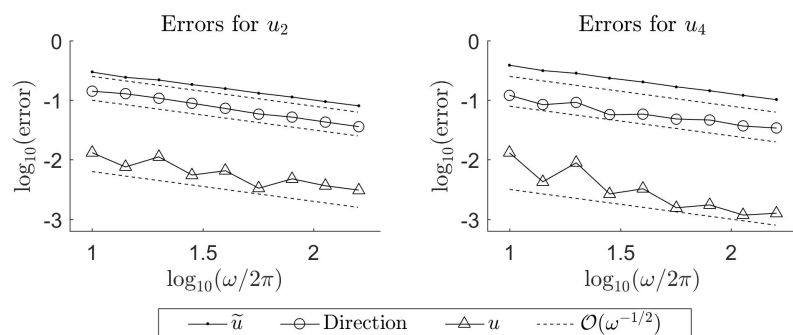 Errors for u₂
0
-1
-2
-3
log₁₀(error)
1
1.5
2
log₁₀(ω/2π)
Errors for u₄
0
-1
-2
-3
log₁₀(error)
1
1.5
2
log₁₀(ω/2π)
ũ Direction u 𝒪(ω⁻¹/²)